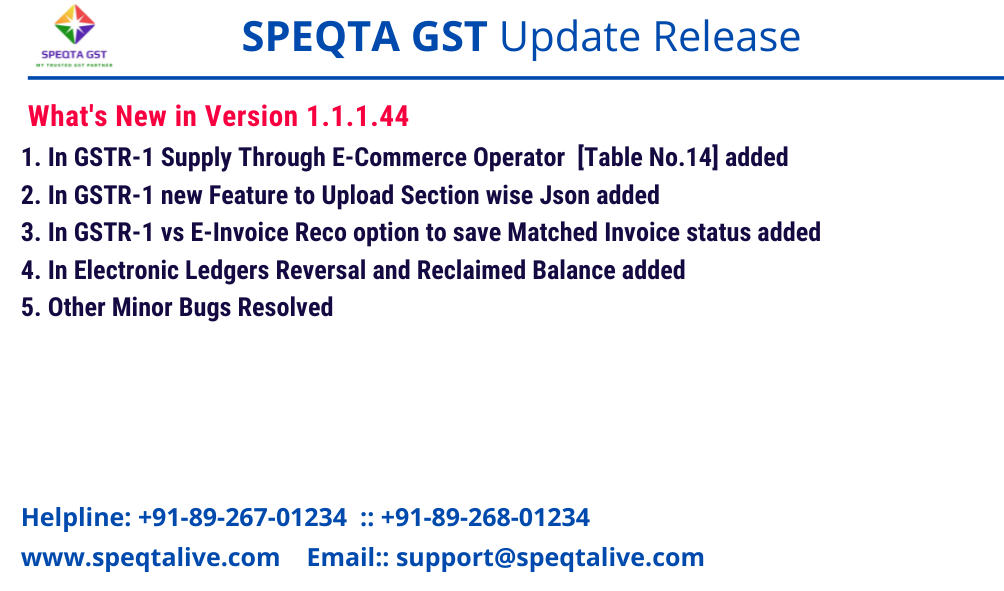 SPEQTA GST
MY TRUSTED GST PARTNER
SPEQTA GST Update Release
What's New in Version 1.1.1.44
1. In GSTR-1 Supply Through E-Commerce Operator [Table No.14] added
2. In GSTR-1 new Feature to Upload Section wise Json added
3. In GSTR-1 vs E-Invoice Reco option to save Matched Invoice status added
4. In Electronic Ledgers Reversal and Reclaimed Balance added
5. Other Minor Bugs Resolved
Helpline: +91-89-267-01234 :: +91-89-268-01234
www.speqtalive.com Email:: support@speqtalive.com